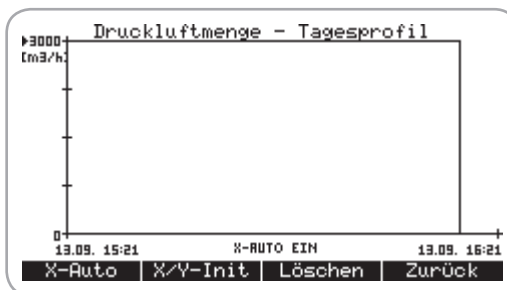 Druckluftmenge - Tagesprofil
▶3000
[m3/h]
0
13.09. 15:21 X-AUTO EIN 13.09. 16:21
X-Auto X/Y-Init Löschen Zurück